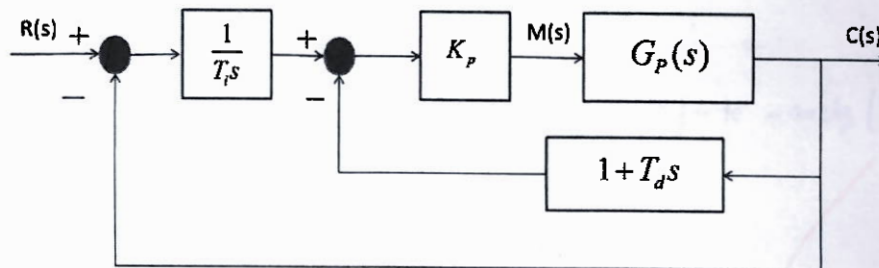 R(s) + 1/(T_i s) + K_p M(s) G_P(s) C(s)
− −
1 + T_d s